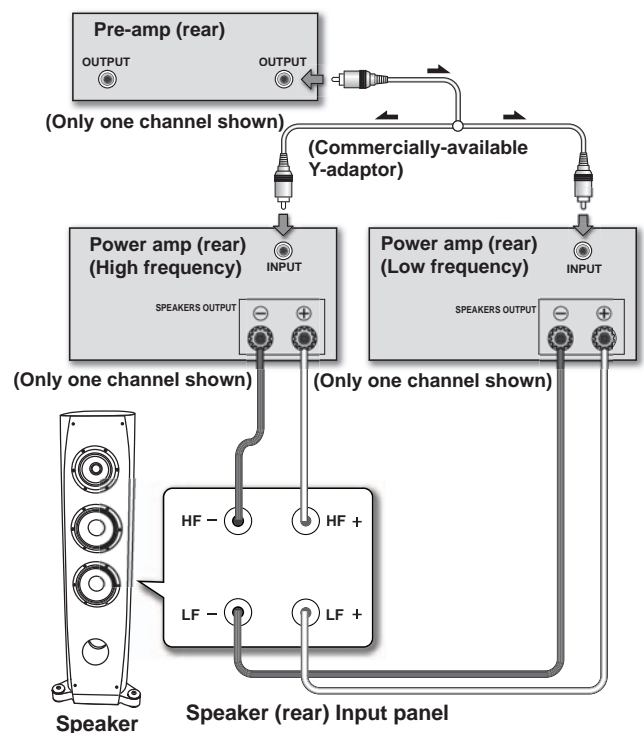 Pre-amp (rear)
OUTPUT OUTPUT
(Only one channel shown)
(Commercially-available
Y-adaptor)
Power amp (rear)
(High frequency)
INPUT
SPEAKERS OUTPUT
− +
(Only one channel shown)
Power amp (rear)
(Low frequency)
INPUT
SPEAKERS OUTPUT
− +
(Only one channel shown)
HF − HF +
LF − LF +
Speaker
Speaker (rear) Input panel